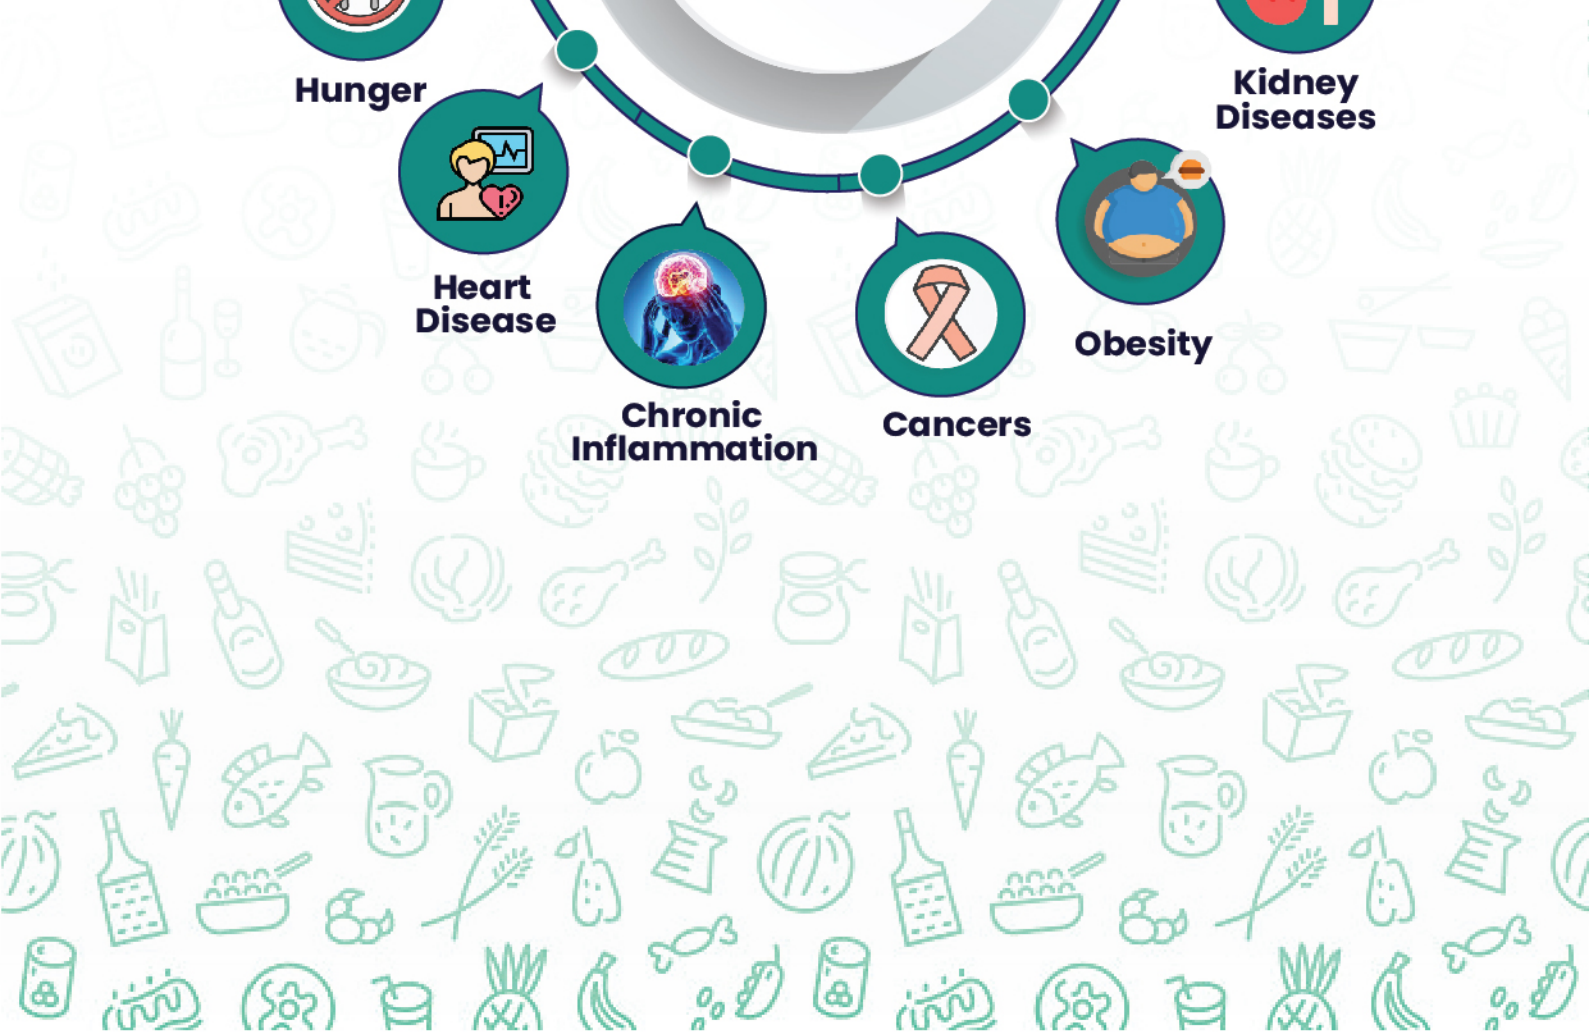 Hunger
Kidney
Diseases
Heart
Disease
Obesity
Chronic
Inflammation
Cancers